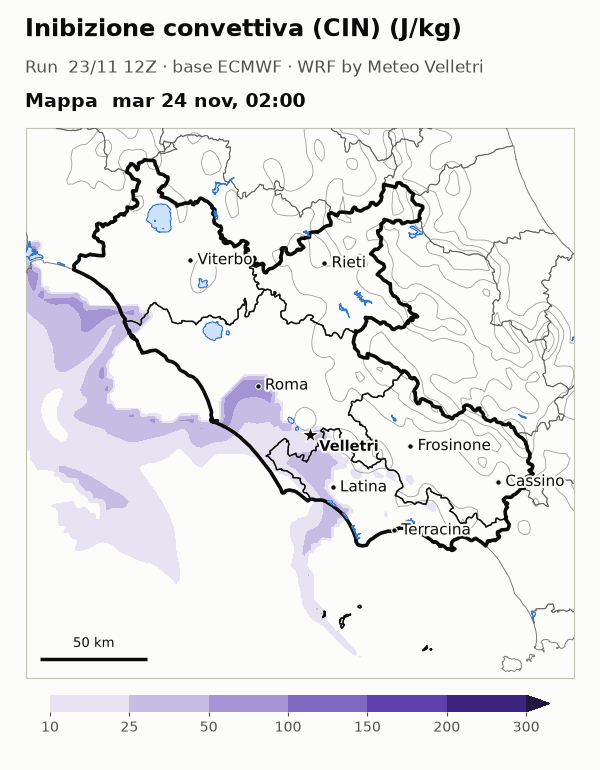 Inibizione convettiva (CIN) (J/kg)
Run  23/11 12Z · base ECMWF · WRF by Meteo Velletri
Mappa  mar 24 nov, 02:00
Viterbo
Rieti
Roma
Velletri
Frosinone
Latina
Cassino
Terracina
50 km
10 25 50 100 150 200 300